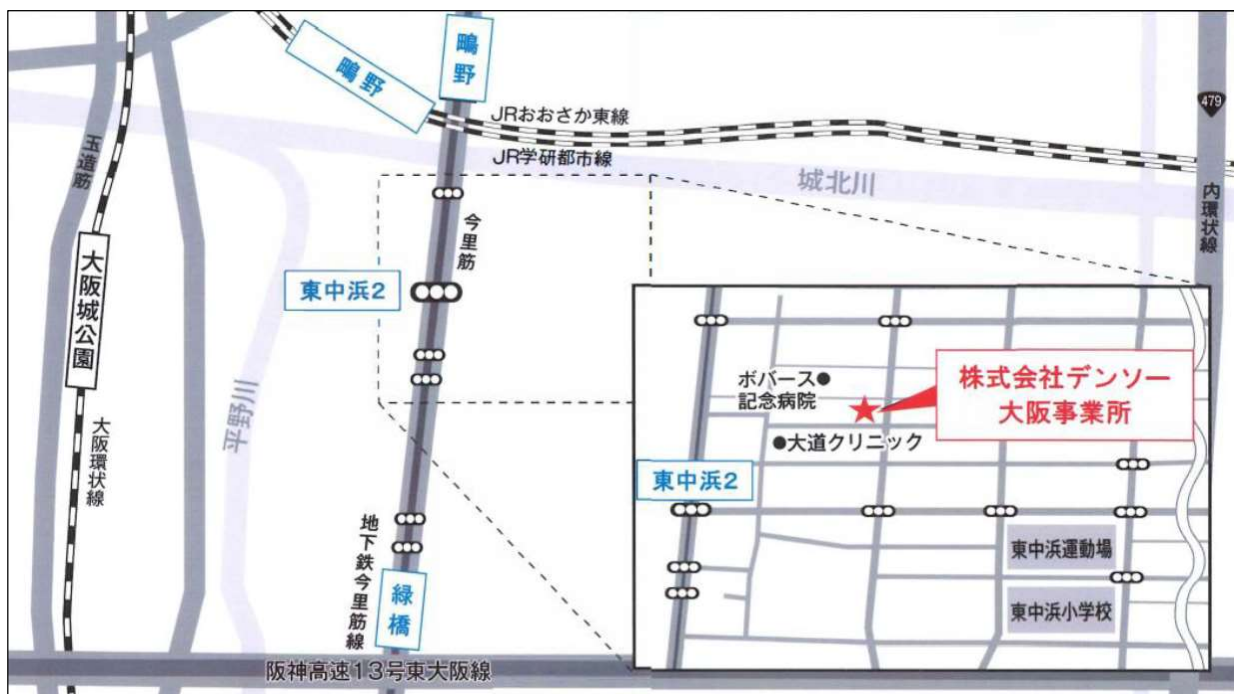 鴫野
鴫野
JRおおさか東線
JR学研都市線
479
玉造筋
城北川
内環状線
今里筋
大阪城公園
東中浜2
平野川
大阪環状線
地下鉄今里筋線
緑橋
阪神高速13号東大阪線
ボバース
記念病院
株式会社デンソー
大阪事業所
大道クリニック
東中浜2
東中浜運動場
東中浜小学校